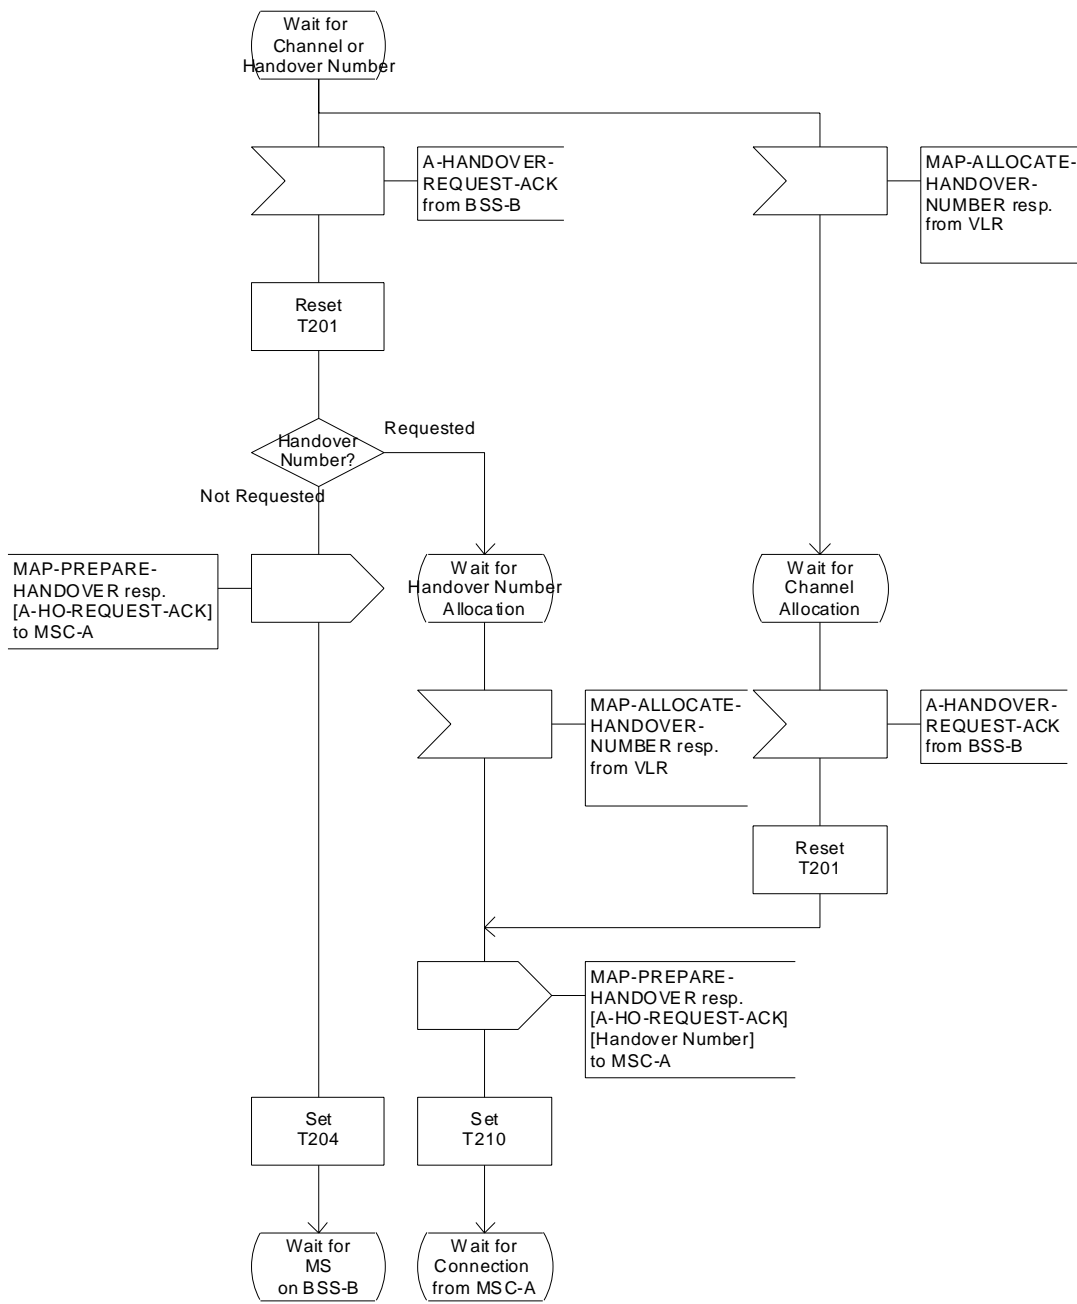 Wait for
Channel or
Handover Number
A-HANDOVER-
REQUEST-ACK
from BSS-B
MAP-ALLOCATE-
HANDOVER-
NUMBER resp.
from VLR
Reset
T201
Handover
Number?
Requested
Not Requested
MAP-PREPARE-
HANDOVER resp.
[A-HO-REQUEST-ACK]
to MSC-A
Wait for
Handover Number
Allocation
Wait for
Channel
Allocation
MAP-ALLOCATE-
HANDOVER-
NUMBER resp.
from VLR
A-HANDOVER-
REQUEST-ACK
from BSS-B
Reset
T201
MAP-PREPARE-
HANDOVER resp.
[A-HO-REQUEST-ACK]
[Handover Number]
to MSC-A
Set
T204
Set
T210
Wait for
MS
on BSS-B
Wait for
Connection
from MSC-A